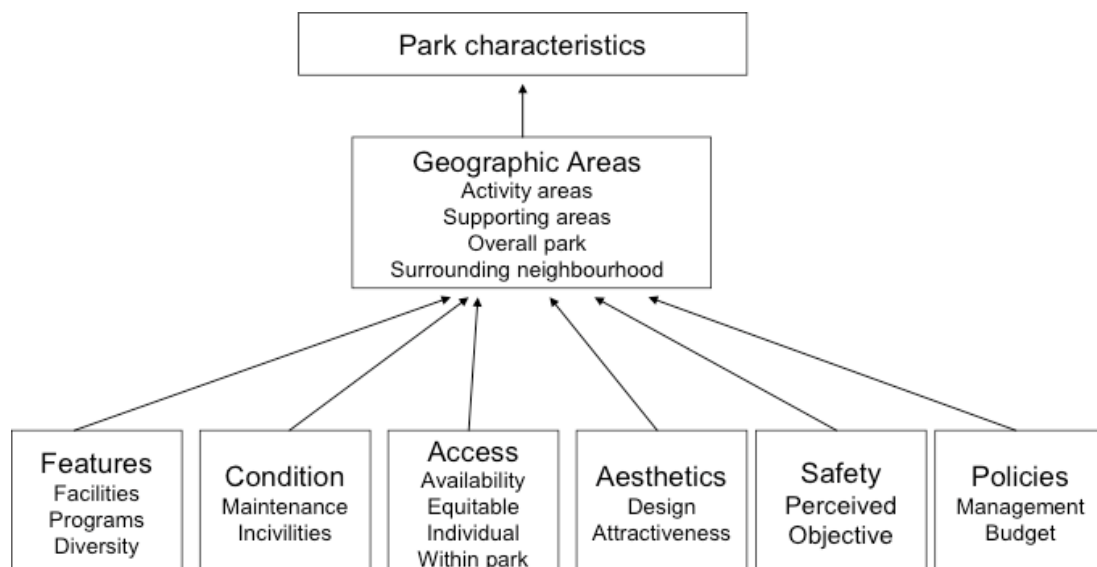 Park characteristics
Geographic Areas
Activity areas
Supporting areas
Overall park
Surrounding neighbourhood
Features
Facilities
Programs
Diversity
Condition
Maintenance
Incivilities
Access
Availability
Equitable
Individual
Within park
Aesthetics
Design
Attractiveness
Safety
Perceived
Objective
Policies
Management
Budget